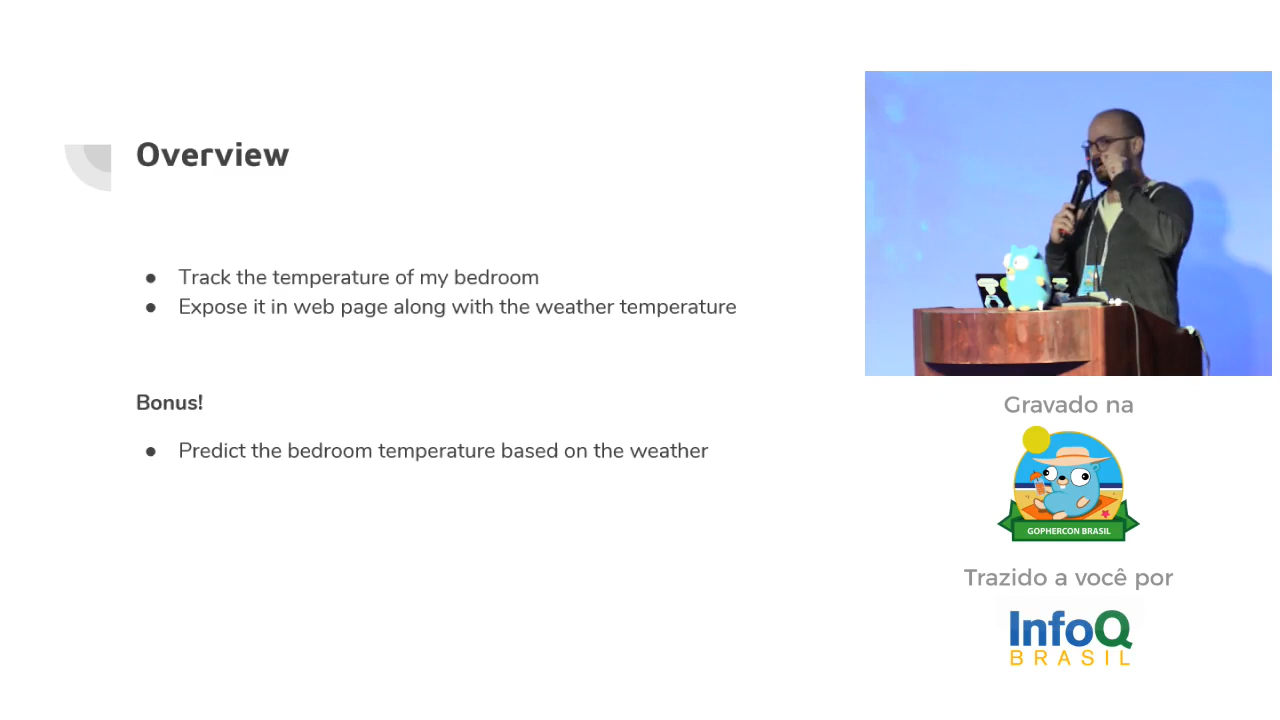 Overview
● Track the temperature of my bedroom
● Expose it in web page along with the weather temperature
Bonus!
● Predict the bedroom temperature based on the weather
Gravado na
GOPHERCON BRASIL
Trazido a você por
InfoQ
BRASIL